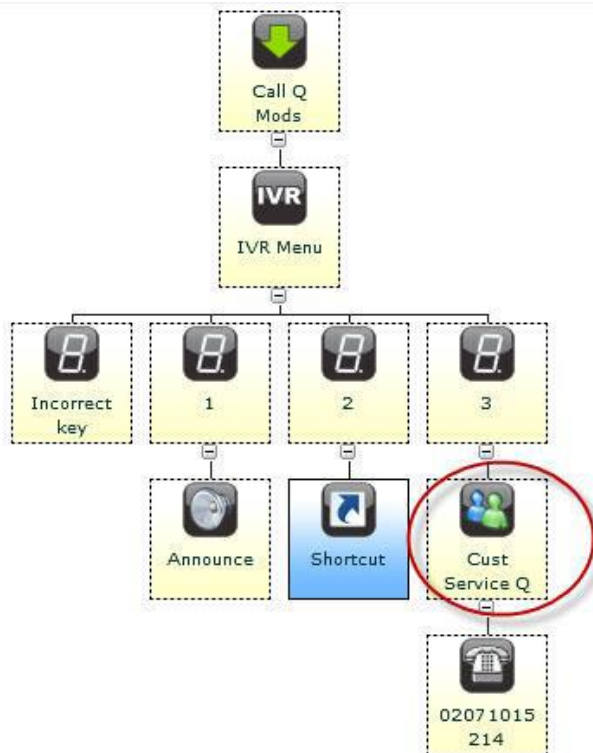 Call Q
Mods
IVR
IVR Menu
Incorrect
key
1
2
3
Announce
Shortcut
Cust
Service Q
02071015
214